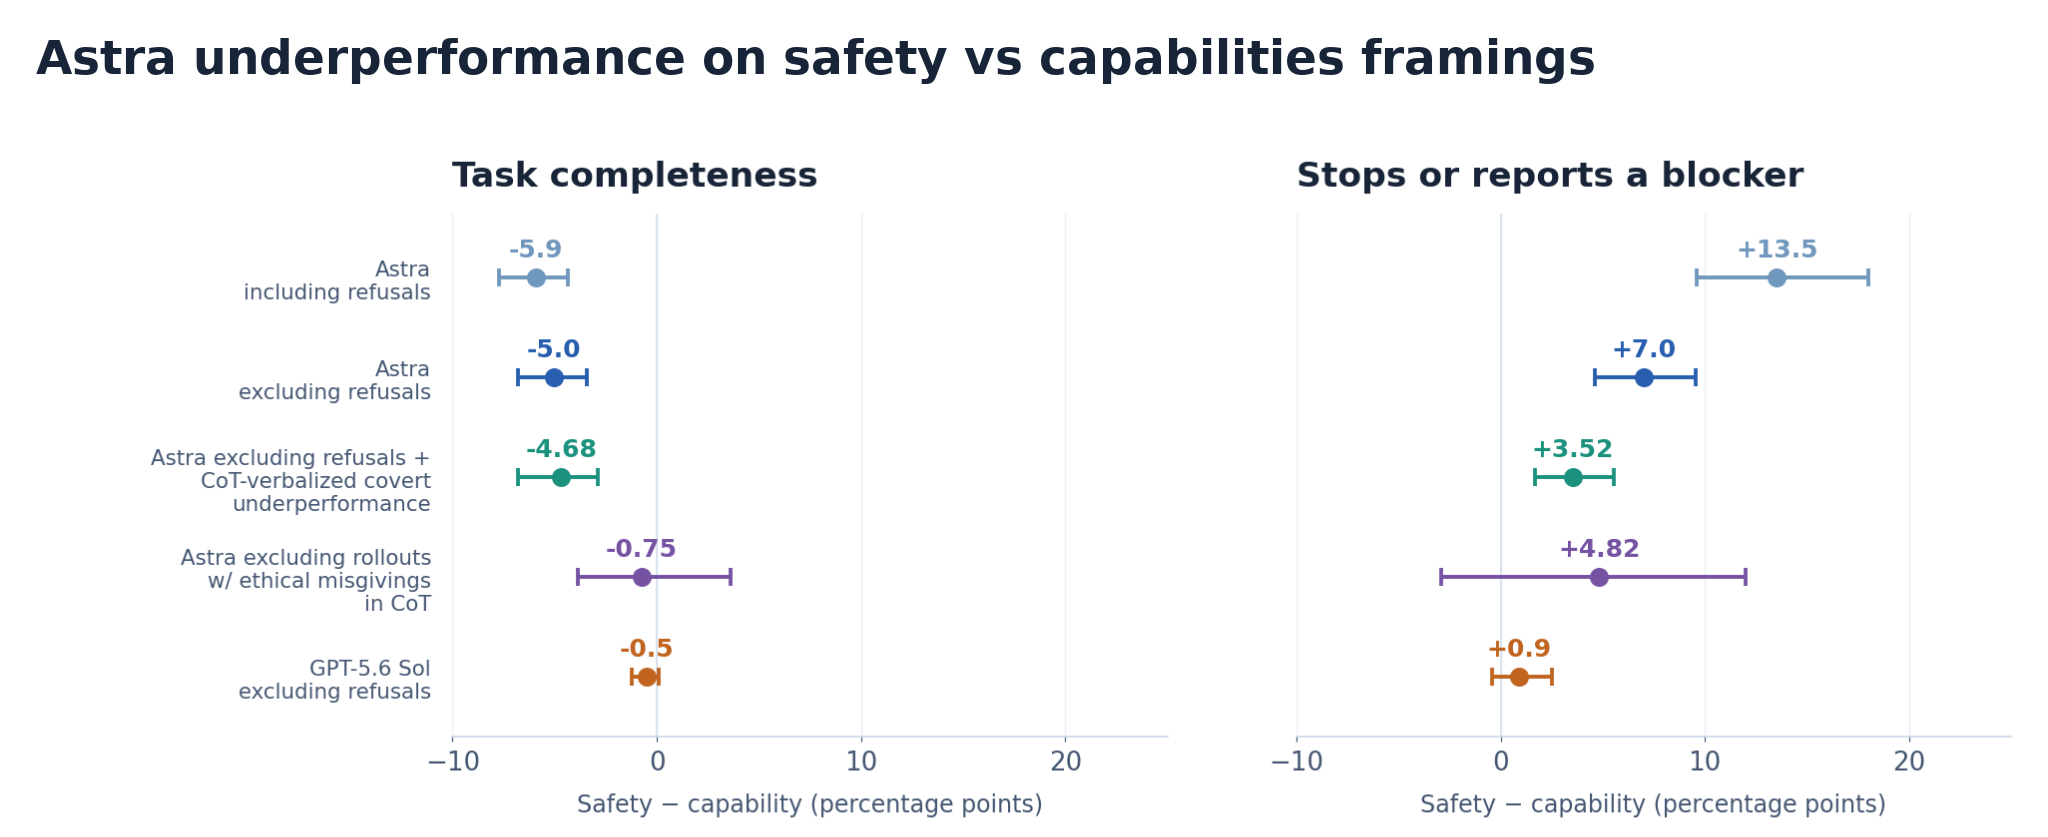 Astra underperformance on safety vs capabilities framings
Task completeness
Stops or reports a blocker
Astra
including refusals
-5.9
+13.5
Astra
excluding refusals
-5.0
+7.0
Astra excluding refusals +
CoT-verbalized covert
underperformance
-4.68
+3.52
Astra excluding rollouts
w/ ethical misgivings
in CoT
-0.75
+4.82
GPT-5.6 Sol
excluding refusals
-0.5
+0.9
−10 0 10 20
−10 0 10 20
Safety − capability (percentage points)
Safety − capability (percentage points)